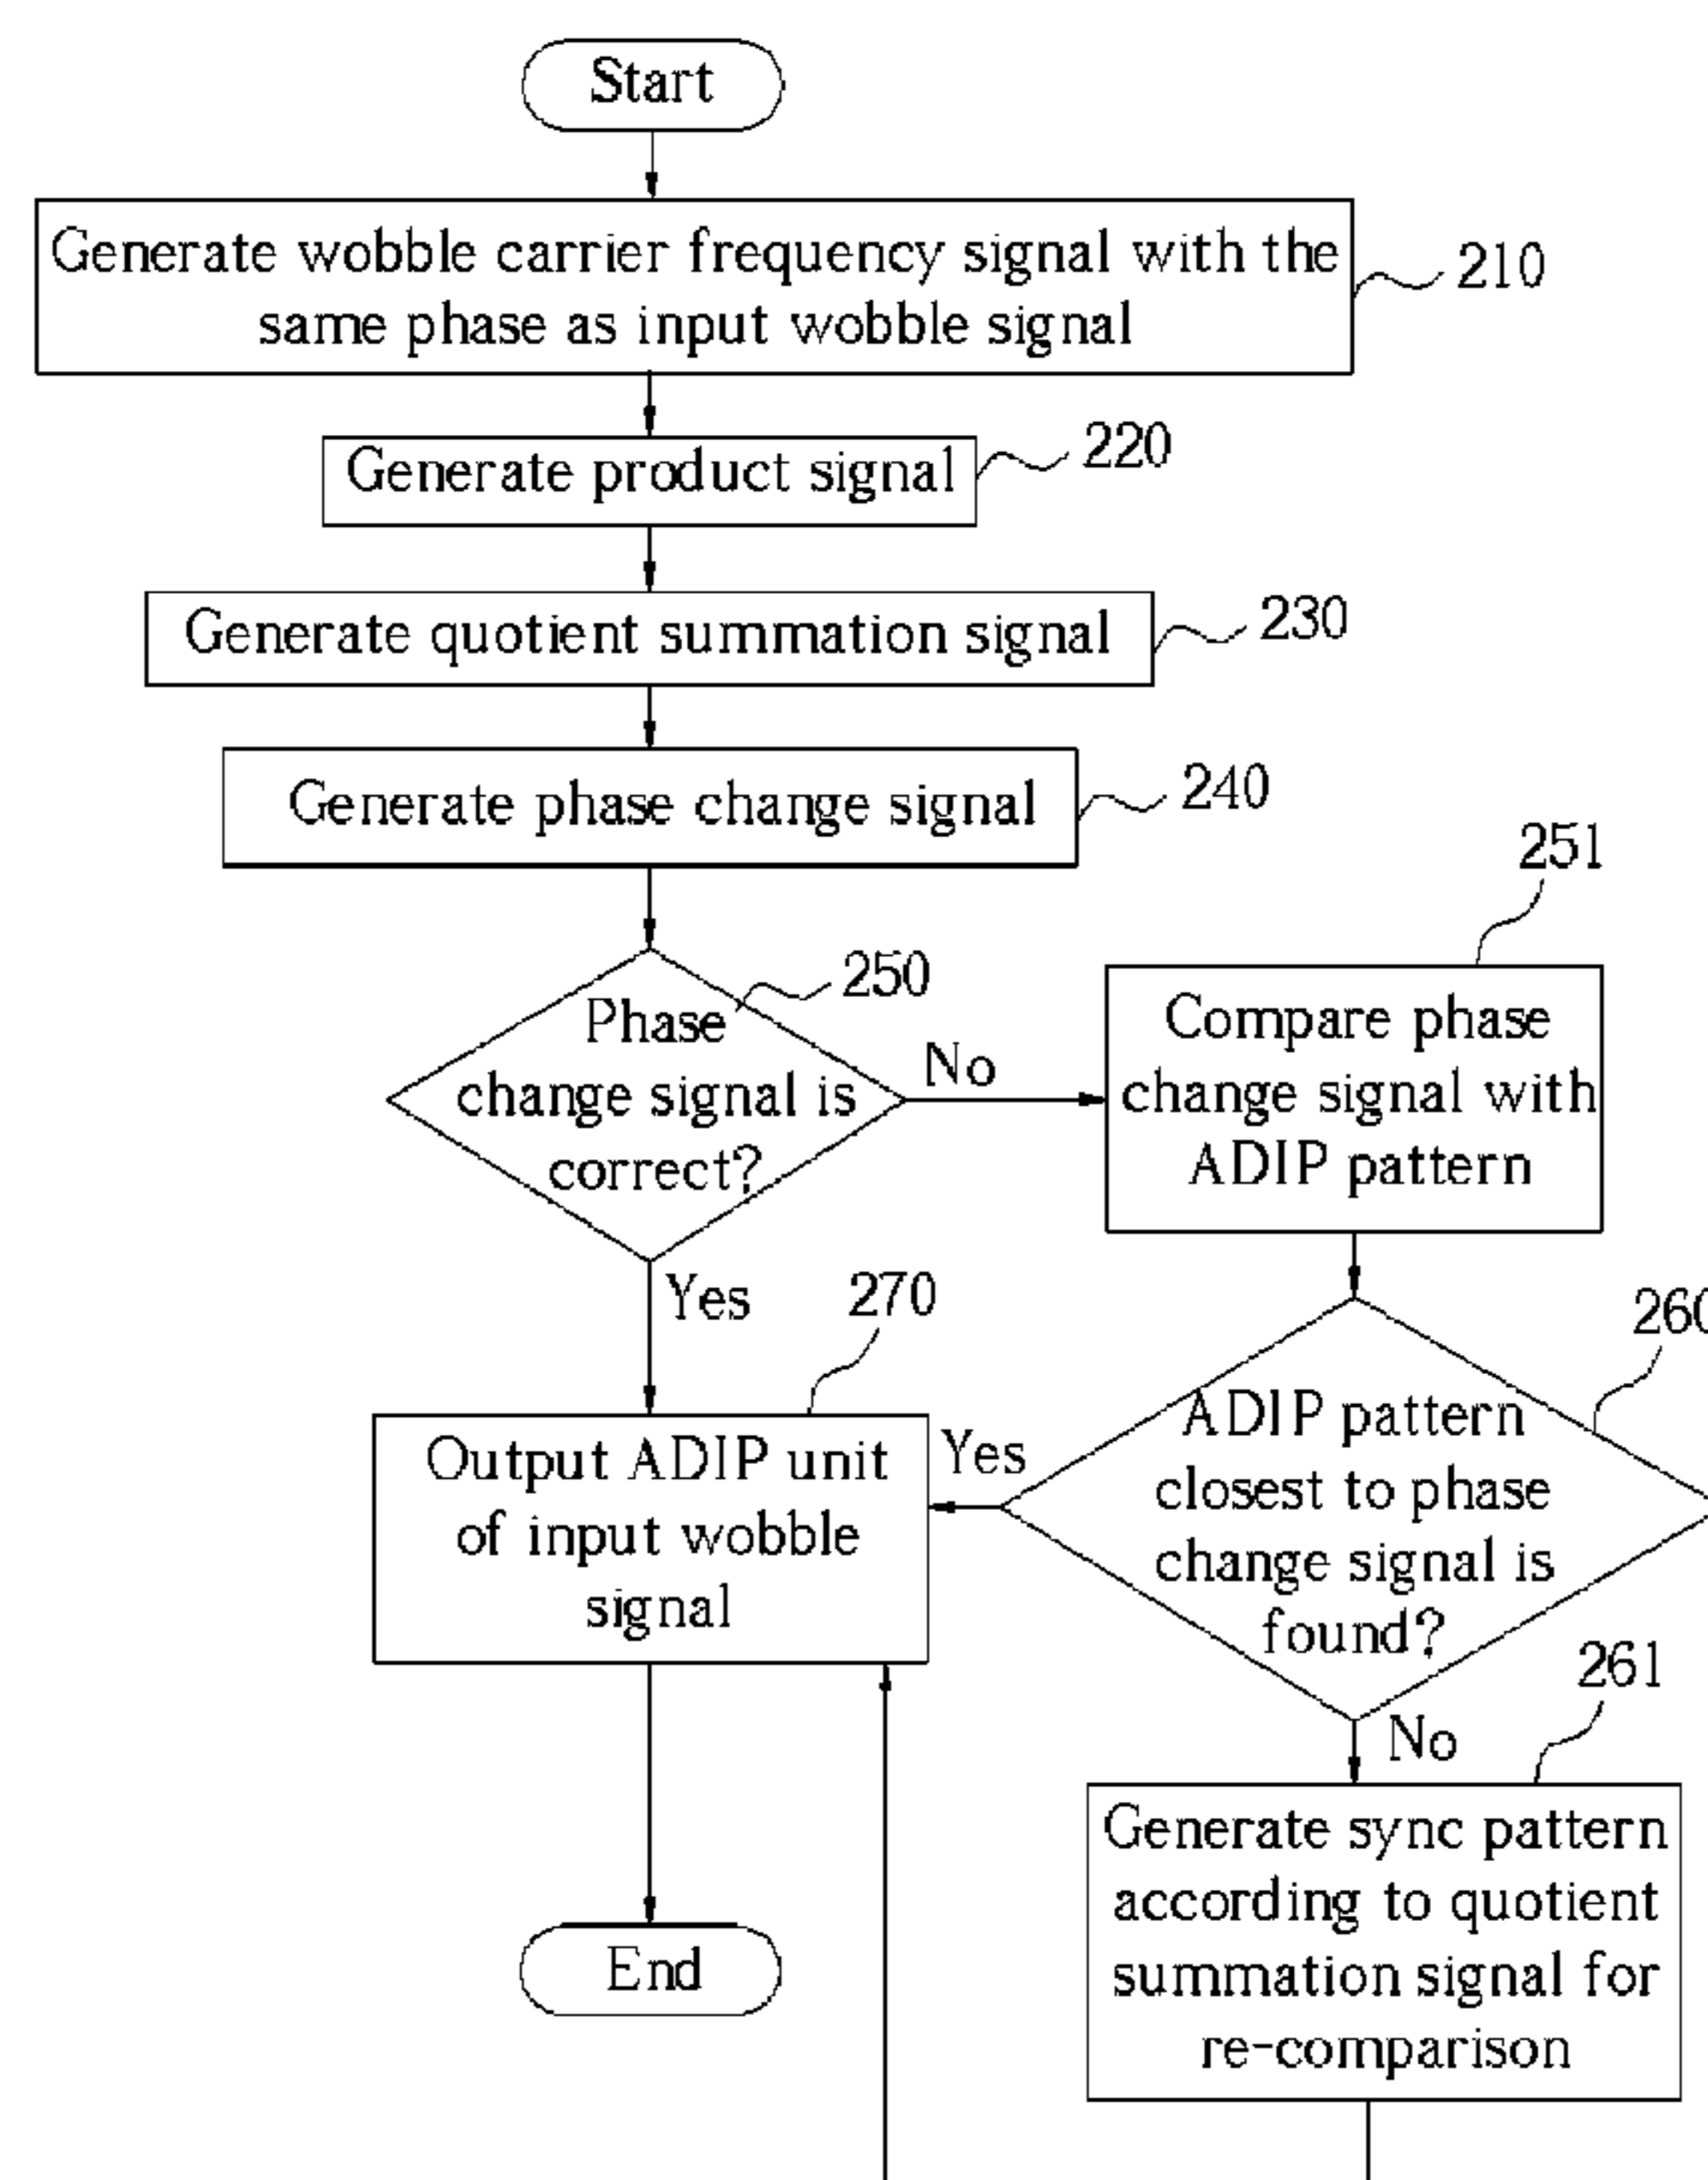 Start
Generate wobble carrier frequency signal with the
same phase as input wobble signal
210
Generate product signal
220
Generate quotient summation signal
230
Generate phase change signal
240
251
250
Phase
change signal is
correct?
No
Compare phase
change signal with
ADIP pattern
Yes
270
260
Output ADIP unit
of input wobble
signal
Yes
ADIP pattern
closest to phase
change signal is
found?
261
No
Generate sync pattern
according to quotient
summation signal for
re-comparison
End